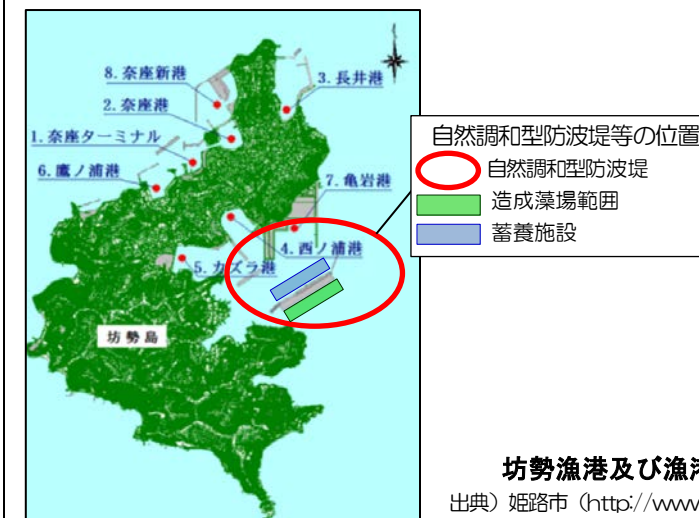 8.奈座新港
3.長井港
2.奈座港
1.奈座ターミナル
6.鷹ノ浦港
7.亀岩港
4.西ノ浦港
5.カズラ港
坊勢島
自然調和型防波堤等の位置
自然調和型防波堤
造成藻場範囲
蓄養施設
坊勢漁港及び漁
出典）姫路市（http://www